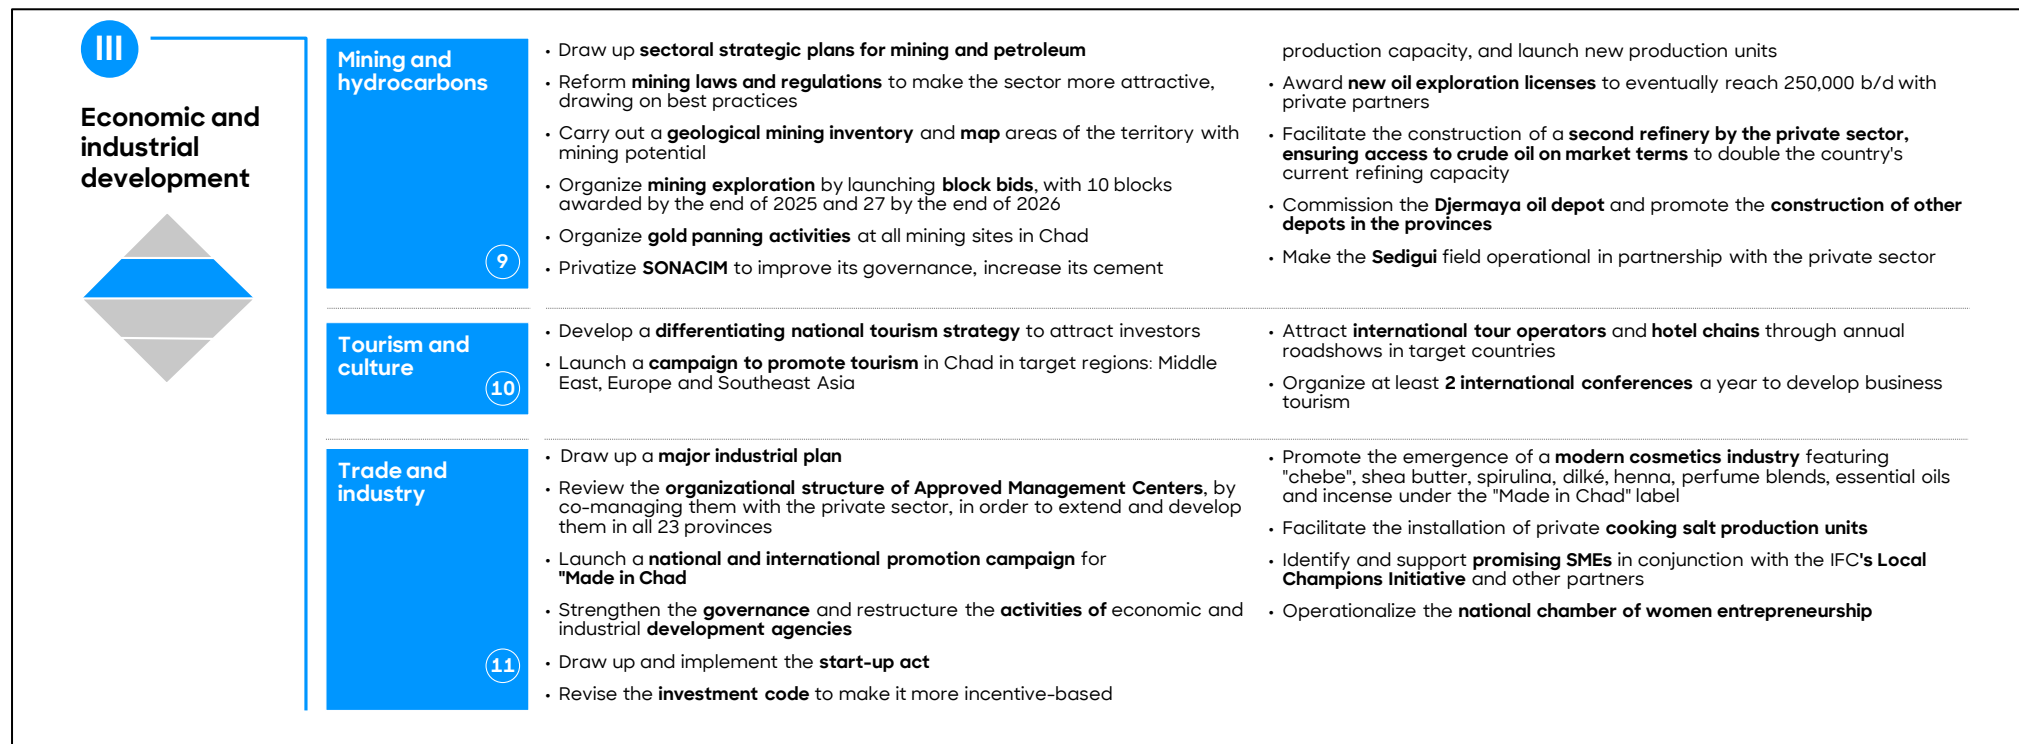 III
Economic and
industrial
development
Mining and
hydrocarbons
9
• Draw up sectoral strategic plans for mining and petroleum
• Reform mining laws and regulations to make the sector more attractive,
drawing on best practices
• Carry out a geological mining inventory and map areas of the territory with
mining potential
• Organize mining exploration by launching block bids, with 10 blocks
awarded by the end of 2025 and 27 by the end of 2026
• Organize gold panning activities at all mining sites in Chad
• Privatize SONACIM to improve its governance, increase its cement
production capacity, and launch new production units
• Award new oil exploration licenses to eventually reach 250,000 b/d with
private partners
• Facilitate the construction of a second refinery by the private sector,
ensuring access to crude oil on market terms to double the country's
current refining capacity
• Commission the Djermaya oil depot and promote the construction of other
depots in the provinces
• Make the Sedigui field operational in partnership with the private sector
Tourism and
culture
10
• Develop a differentiating national tourism strategy to attract investors
• Launch a campaign to promote tourism in Chad in target regions: Middle
East, Europe and Southeast Asia
• Attract international tour operators and hotel chains through annual
roadshows in target countries
• Organize at least 2 international conferences a year to develop business
tourism
Trade and
industry
11
• Draw up a major industrial plan
• Review the organizational structure of Approved Management Centers, by
co-managing them with the private sector, in order to extend and develop
them in all 23 provinces
• Launch a national and international promotion campaign for
"Made in Chad
• Strengthen the governance and restructure the activities of economic and
industrial development agencies
• Draw up and implement the start-up act
• Revise the investment code to make it more incentive-based
• Promote the emergence of a modern cosmetics industry featuring
"chebe", shea butter, spirulina, dilké, henna, perfume blends, essential oils
and incense under the "Made in Chad" label
• Facilitate the installation of private cooking salt production units
• Identify and support promising SMEs in conjunction with the IFC's Local
Champions Initiative and other partners
• Operationalize the national chamber of women entrepreneurship